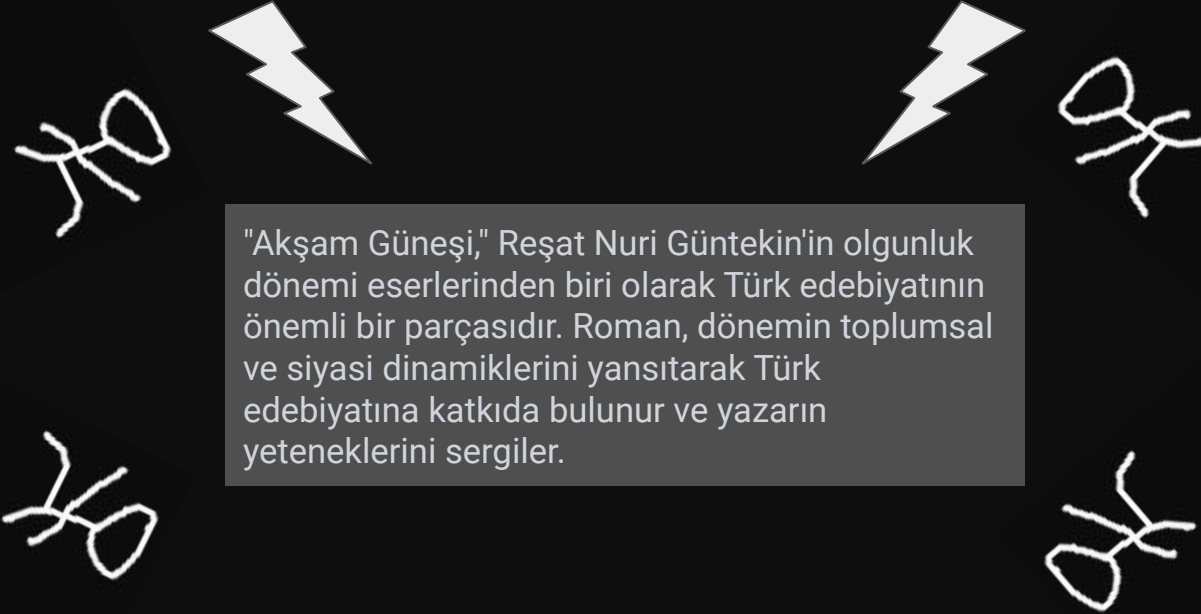 "Akşam Güneşi," Reşat Nuri Güntekin'in olgunluk
dönemi eserlerinden biri olarak Türk edebiyatının
önemli bir parçasıdır. Roman, dönemin toplumsal
ve siyasi dinamiklerini yansıtarak Türk
edebiyatına katkıda bulunur ve yazarın
yeteneklerini sergiler.